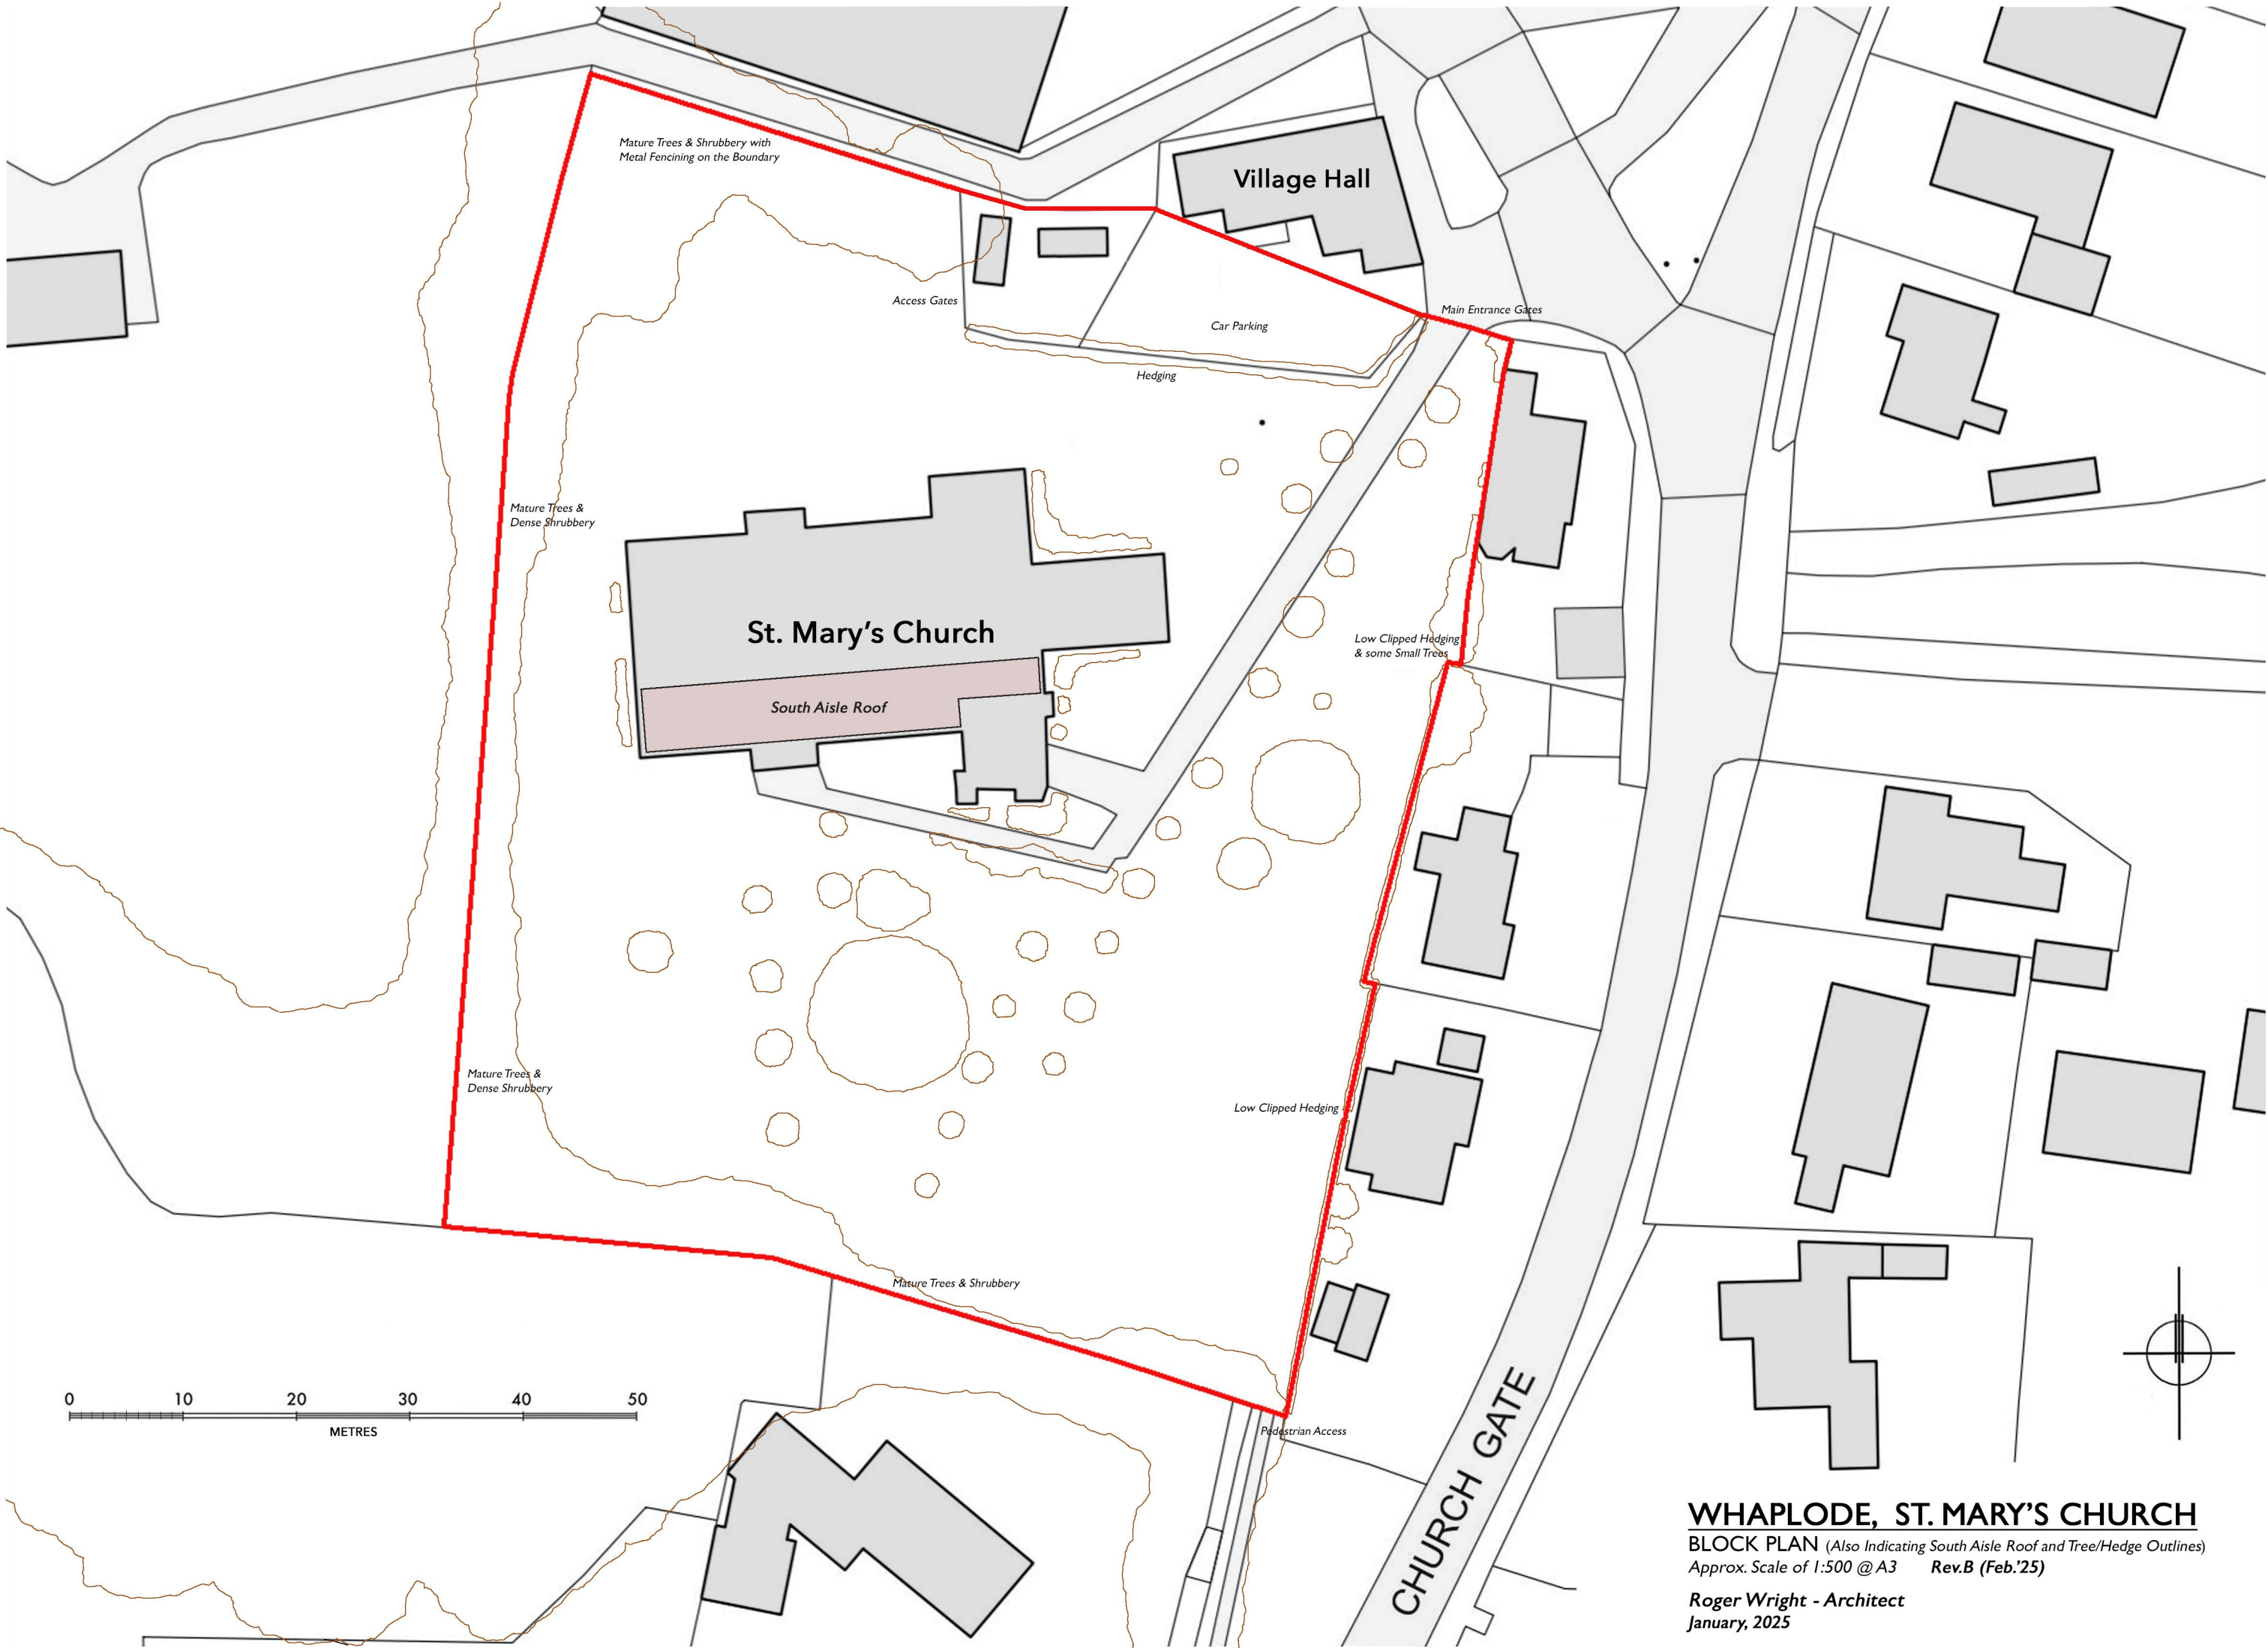 Mature Trees & Shrubbery with
Metal Fencining on the Boundary
Village Hall
Access Gates
Main Entrance Gates
Car Parking
Hedging
Mature Trees &
Dense Shrubbery
St. Mary's Church
Low Clipped Hedging
& some Small Trees
South Aisle Roof
Mature Trees &
Dense Shrubbery
Low Clipped Hedging
Mature Trees & Shrubbery
0 10 20 30 40 50
METRES
Pedestrian Access
CHURCH GATE
WHAPLODE, ST. MARY'S CHURCH
BLOCK PLAN (Also Indicating South Aisle Roof and Tree/Hedge Outlines)
Approx. Scale of 1:500 @ A3 Rev.B (Feb.'25)
Roger Wright - Architect
January, 2025